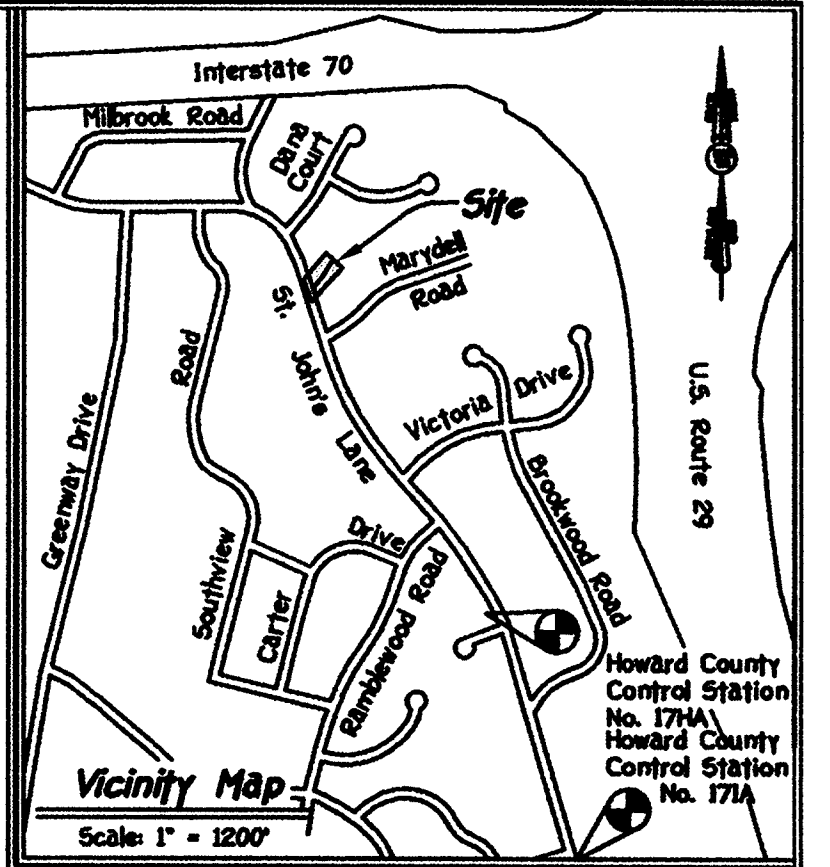 Interstate 70
Milbrook Road
Dana
Court
Site
Marydell
Road
St. John's Lane
Road
Greenway Drive
U.S. Route 29
Victoria Drive
Brookwood Road
Drive
Southview
Carter
Ramblewood Road
Howard County
Control Station
No. 17HA
Howard County
Control Station
No. 171A
Vicinity Map
Scale: 1" = 1200'